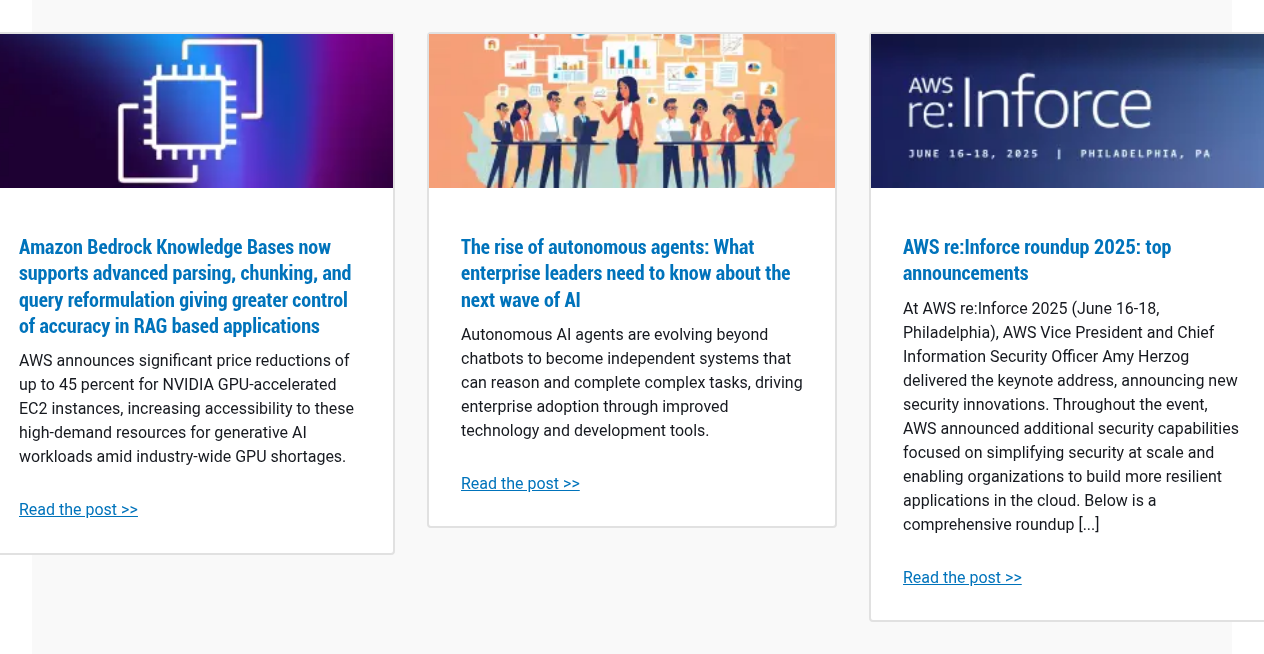 Amazon Bedrock Knowledge Bases now
supports advanced parsing, chunking, and
query reformulation giving greater control
of accuracy in RAG based applications
AWS announces significant price reductions of
up to 45 percent for NVIDIA GPU-accelerated
EC2 instances, increasing accessibility to these
high-demand resources for generative AI
workloads amid industry-wide GPU shortages.
Read the post >>
The rise of autonomous agents: What
enterprise leaders need to know about the
next wave of AI
Autonomous AI agents are evolving beyond
chatbots to become independent systems that
can reason and complete complex tasks, driving
enterprise adoption through improved
technology and development tools.
Read the post >>
AWS
re:Inforce
JUNE 16-18, 2025 | PHILADELPHIA, PA
AWS re:Inforce roundup 2025: top
announcements
At AWS re:Inforce 2025 (June 16-18,
Philadelphia), AWS Vice President and Chief
Information Security Officer Amy Herzog
delivered the keynote address, announcing new
security innovations. Throughout the event,
AWS announced additional security capabilities
focused on simplifying security at scale and
enabling organizations to build more resilient
applications in the cloud. Below is a
comprehensive roundup [...]
Read the post >>